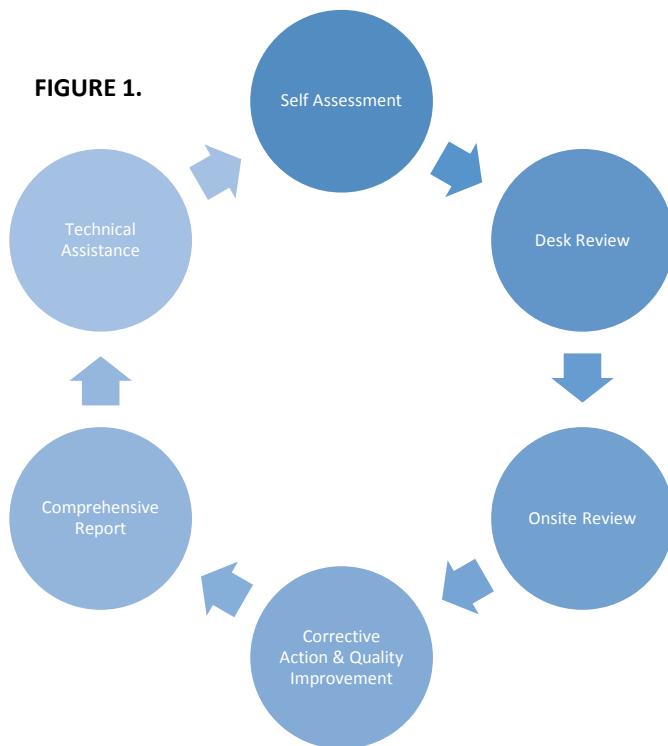 FIGURE 1.
Self Assessment
Desk Review
Onsite Review
Corrective
Action & Quality
Improvement
Comprehensive
Report
Technical
Assistance